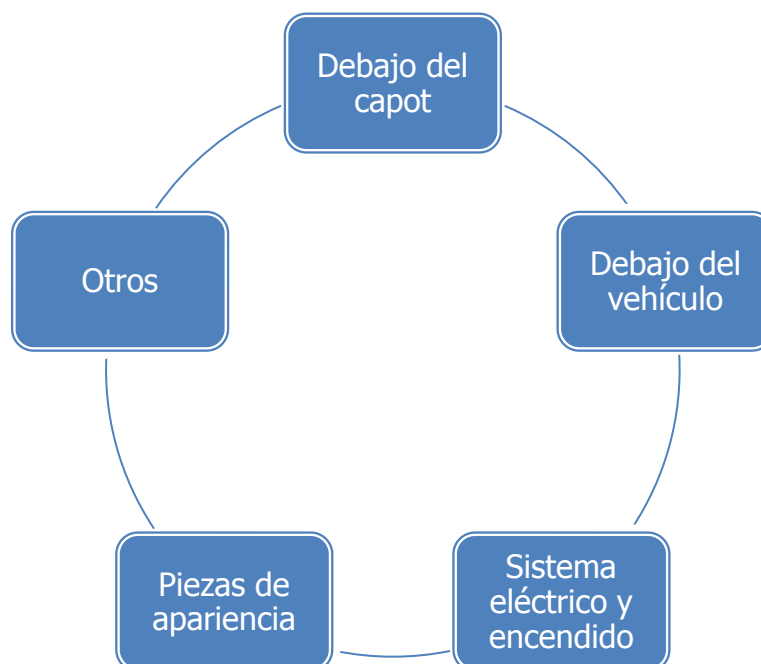 Debajo del
capot
Debajo del
vehículo
Sistema
eléctrico y
encendido
Piezas de
apariencia
Otros